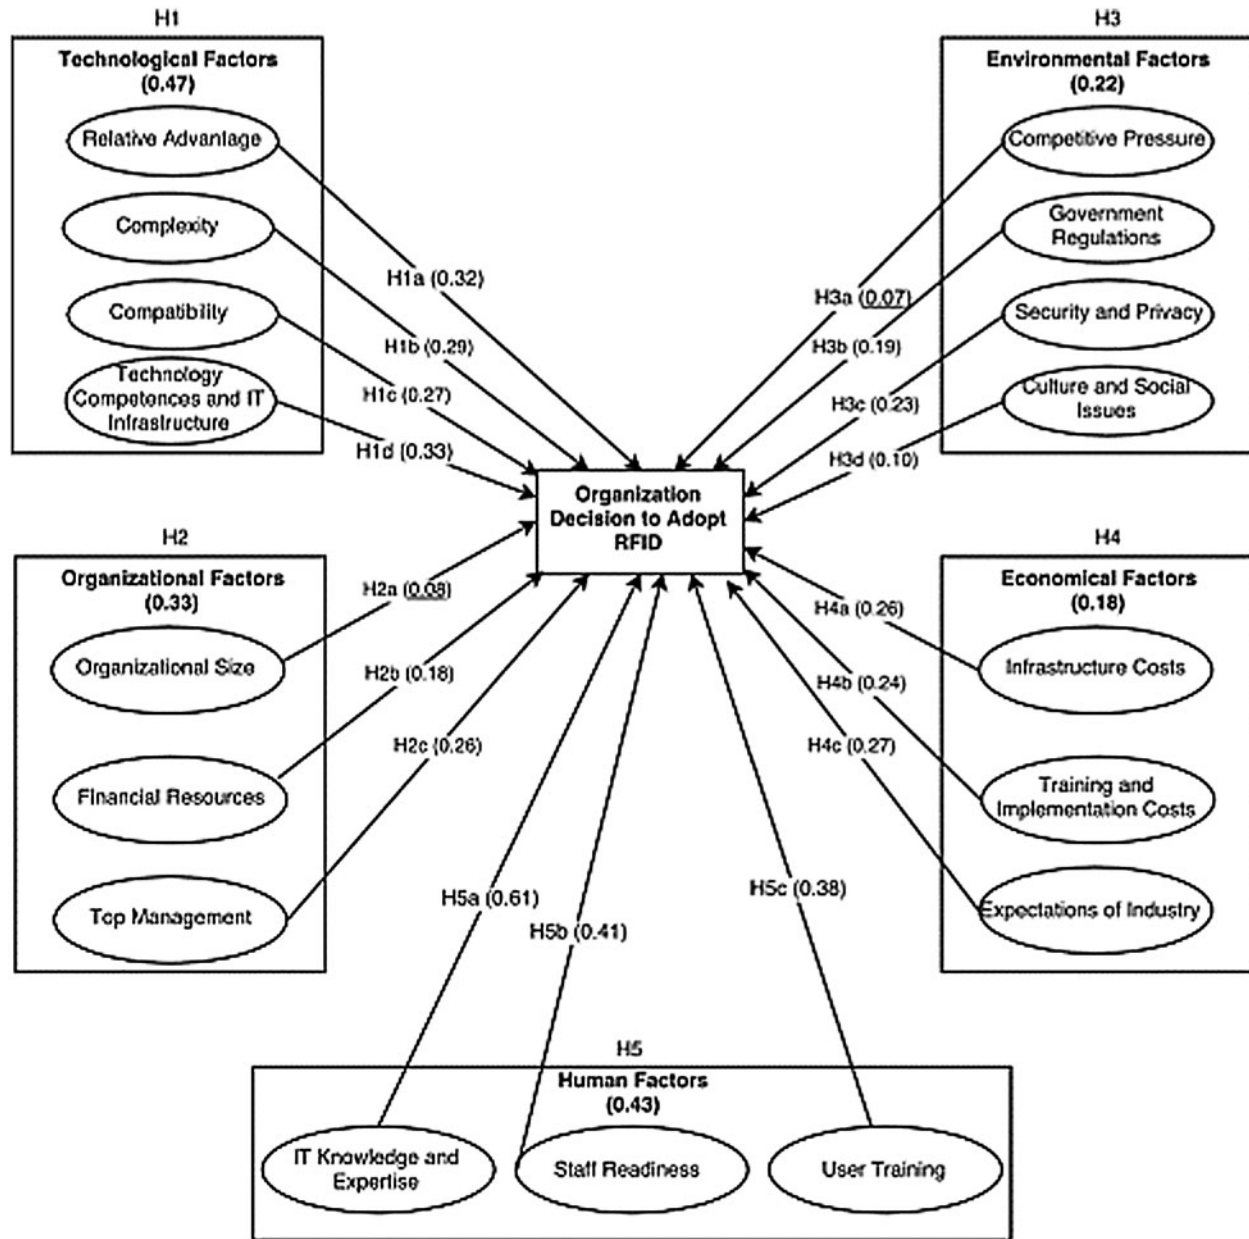 H1
Technological Factors
(0.47)
Relative Advantage
Complexity
Compatibility
Technology
Competences and IT
Infrastructure
H1a (0.32)
H1b (0.29)
H1c (0.27)
H1d (0.33)
H3
Environmental Factors
(0.22)
Competitive Pressure
Government
Regulations
Security and Privacy
Culture and Social
Issues
H3a (0.07)
H3b (0.19)
H3c (0.23)
H3d (0.10)
Organization
Decision to Adopt
RFID
H2
Organizational Factors
(0.33)
Organizational Size
Financial Resources
Top Management
H2a (0.08)
H2b (0.18)
H2c (0.26)
H4
Economical Factors
(0.18)
Infrastructure Costs
Training and
Implementation Costs
Expectations of Industry
H4a (0.26)
H4b (0.24)
H4c (0.27)
H5a (0.61)
H5b (0.41)
H5c (0.38)
H5
Human Factors
(0.43)
IT Knowledge and
Expertise
Staff Readiness
User Training